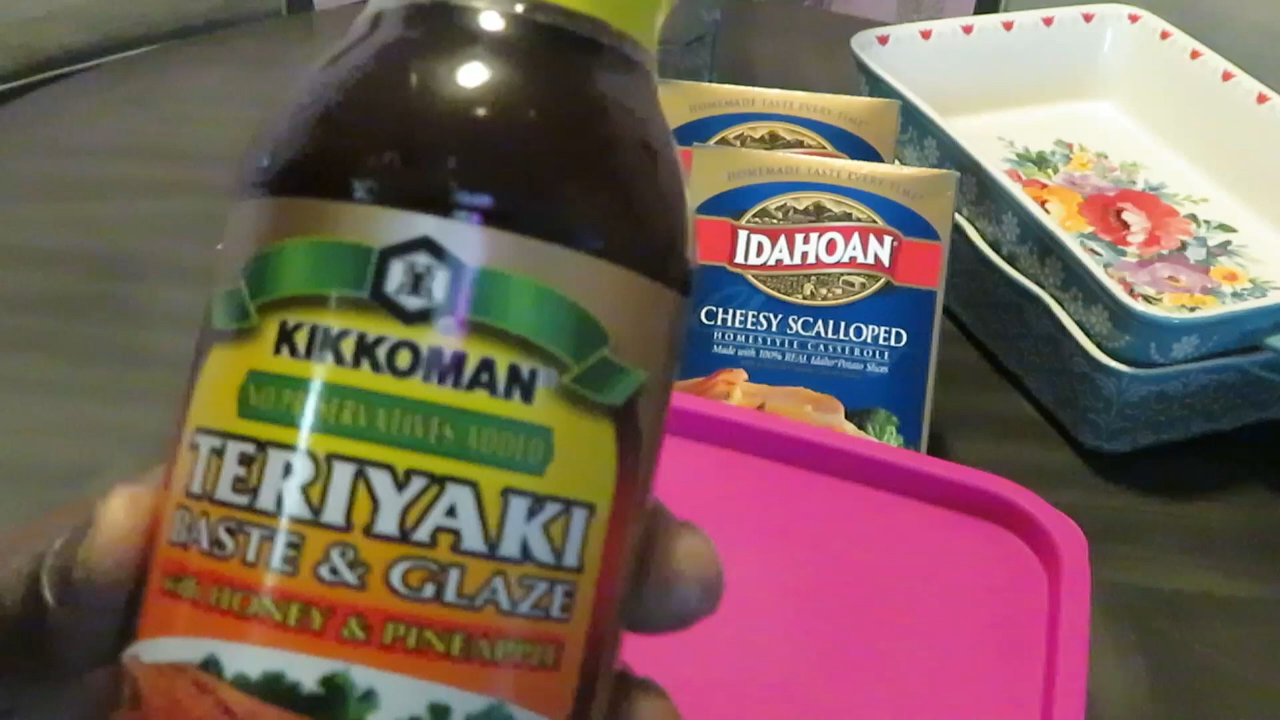 KIKKOMAN
NO PRESERVATIVES ADDED
TERIYAKI
BASTE & GLAZE
with HONEY & PINEAPPLE
HOMEMADE TASTE EVERY TIME
HOMEMADE TASTE EVERY TIME
IDAHOAN
CHEESY SCALLOPED
HOMESTYLE CASSEROLE
Made with 100% REAL Idaho Potato Slices